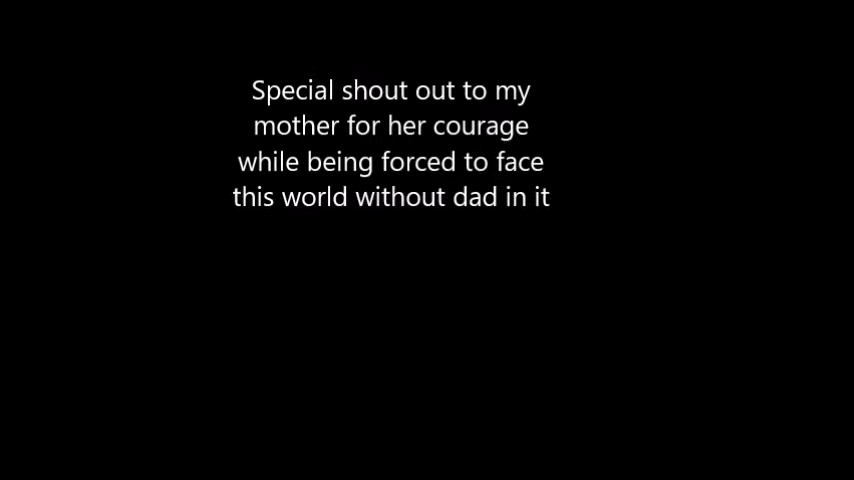 Special shout out to my
mother for her courage
while being forced to face
this world without dad in it